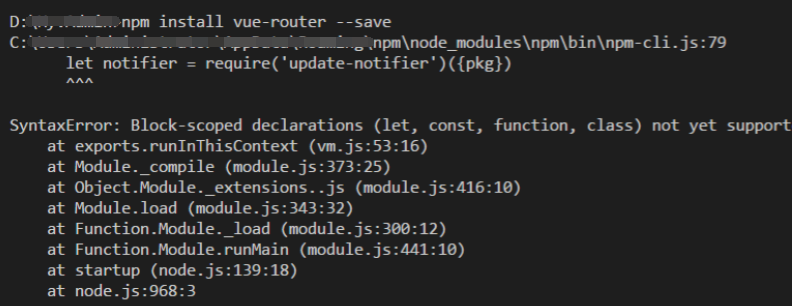 D:\ Admin>npm install vue-router --save
C:\ \npm\node_modules\npm\bin\npm-cli.js:79
let notifier = require('update-notifier')({pkg})
^^^
SyntaxError: Block-scoped declarations (let, const, function, class) not yet support
at exports.runInThisContext (vm.js:53:16)
at Module._compile (module.js:373:25)
at Object.Module._extensions..js (module.js:416:10)
at Module.load (module.js:343:32)
at Function.Module._load (module.js:300:12)
at Function.Module.runMain (module.js:441:10)
at startup (node.js:139:18)
at node.js:968:3